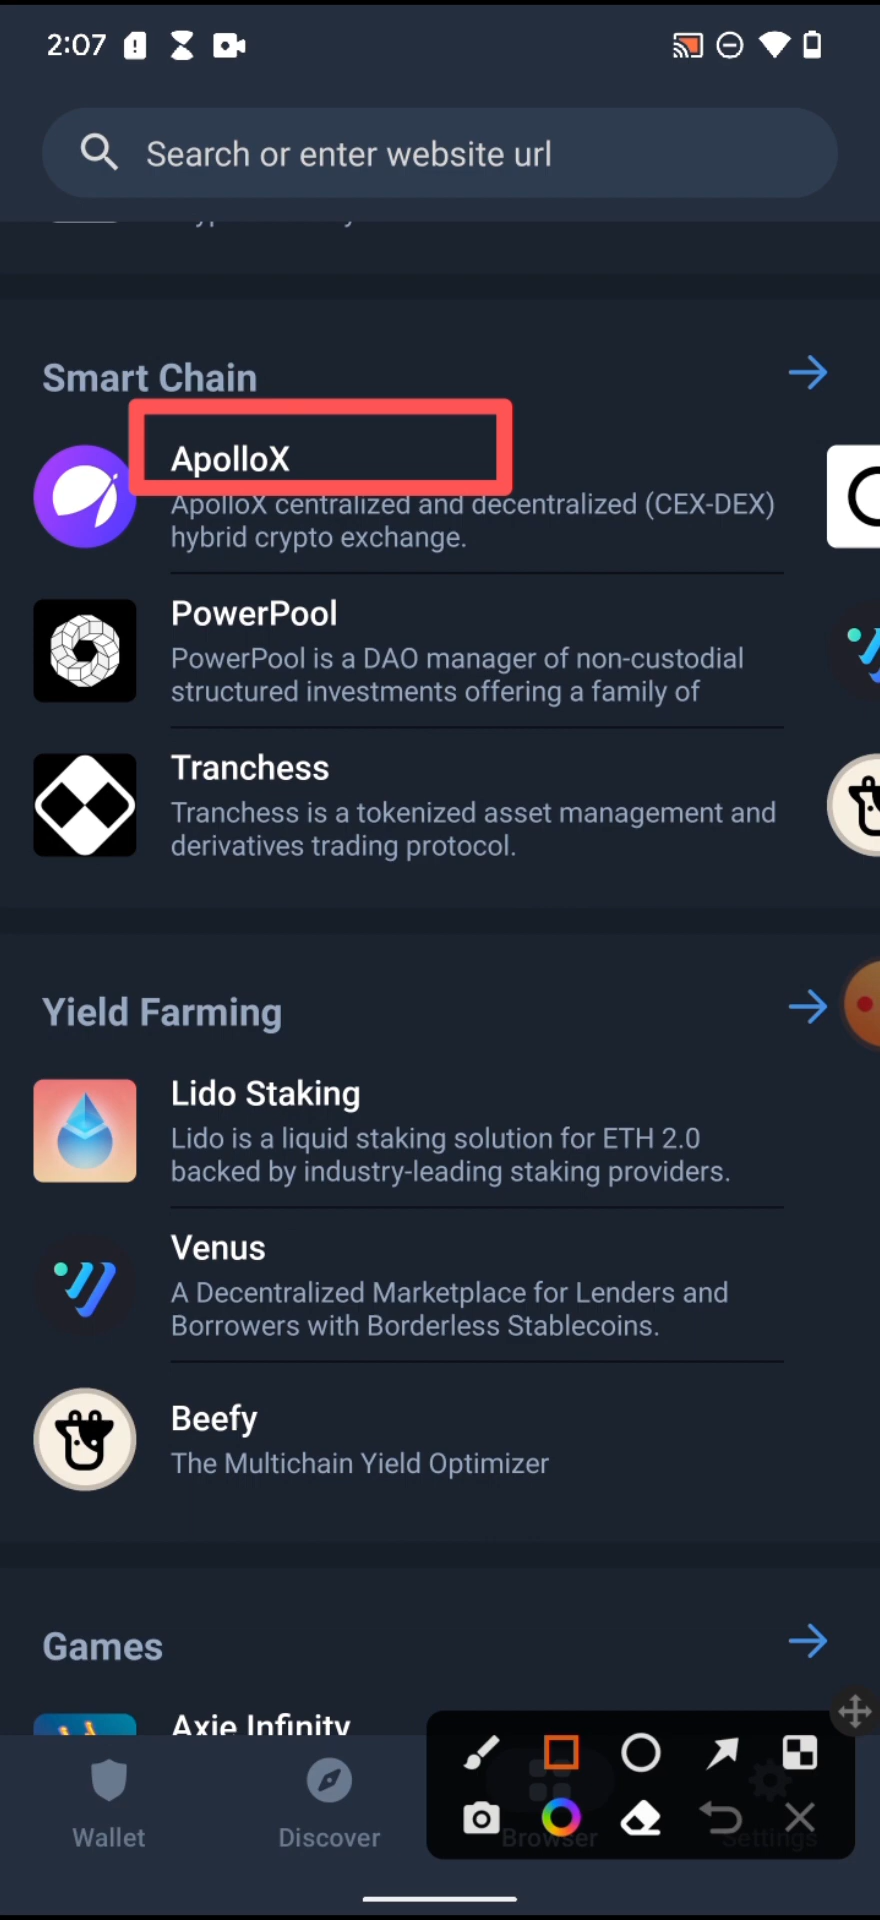 2:07
Search or enter website url
Smart Chain
ApolloX
ApolloX centralized and decentralized (CEX-DEX)
hybrid crypto exchange.
PowerPool
PowerPool is a DAO manager of non-custodial
structured investments offering a family of
Tranchess
Tranchess is a tokenized asset management and
derivatives trading protocol.
Yield Farming
Lido Staking
Lido is a liquid staking solution for ETH 2.0
backed by industry-leading staking providers.
Venus
A Decentralized Marketplace for Lenders and
Borrowers with Borderless Stablecoins.
Beefy
The Multichain Yield Optimizer
Games
Axie Infinity
Wallet
Discover
Browser
Settings